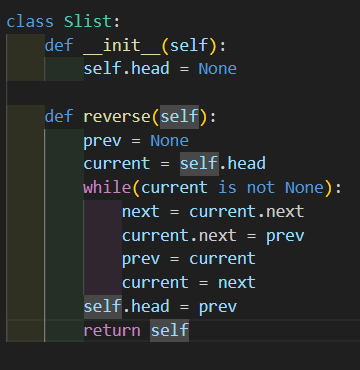 class Slist:
    def __init__(self):
        self.head = None

    def reverse(self):
        prev = None
        current = self.head
        while(current is not None):
            next = current.next
            current.next = prev
            prev = current
            current = next
        self.head = prev
        return self